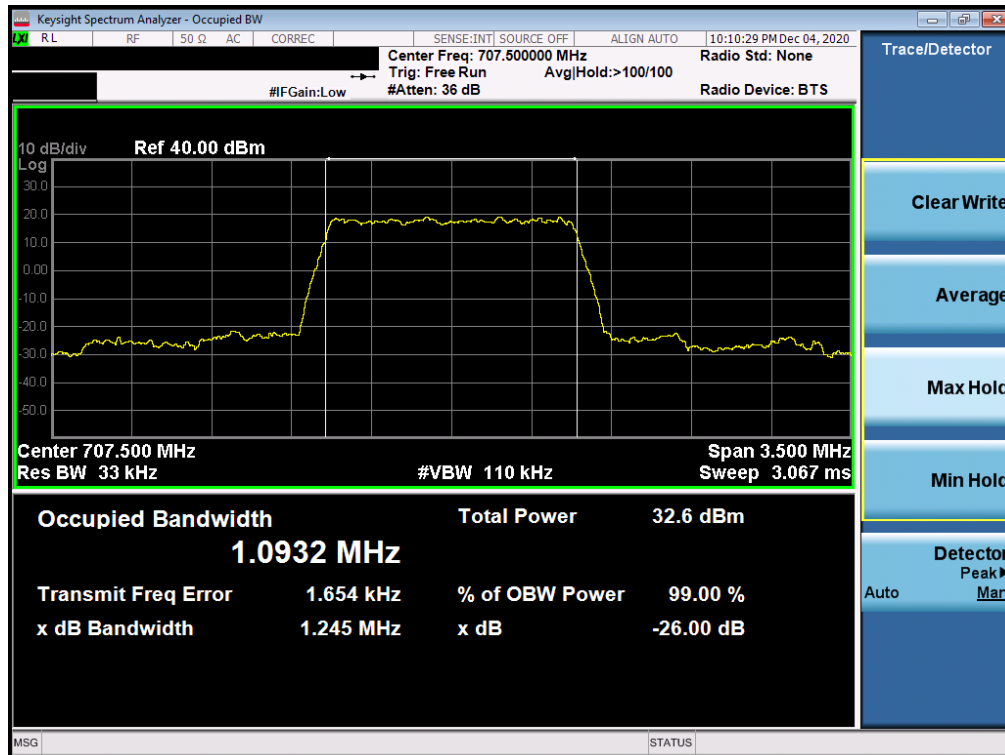 Keysight Spectrum Analyzer - Occupied BW
LXI RL RF 50 Ω AC CORREC SENSE:INT SOURCE OFF ALIGN AUTO 10:10:29 PM Dec 04, 2020
Center Freq: 707.500000 MHz Radio Std: None
Trig: Free Run Avg|Hold:>100/100
#IFGain:Low #Atten: 36 dB Radio Device: BTS
10 dB/div Ref 40.00 dBm
Log
30.0
20.0
10.0
0.00
-10.0
-20.0
-30.0
-40.0
-50.0
Center 707.500 MHz Span 3.500 MHz
Res BW 33 kHz #VBW 110 kHz Sweep 3.067 ms
Occupied Bandwidth Total Power 32.6 dBm
1.0932 MHz
Transmit Freq Error 1.654 kHz % of OBW Power 99.00 %
x dB Bandwidth 1.245 MHz x dB -26.00 dB
MSG STATUS
Trace/Detector
Clear Write
Average
Max Hold
Min Hold
Detector
Peak▶
Auto Man